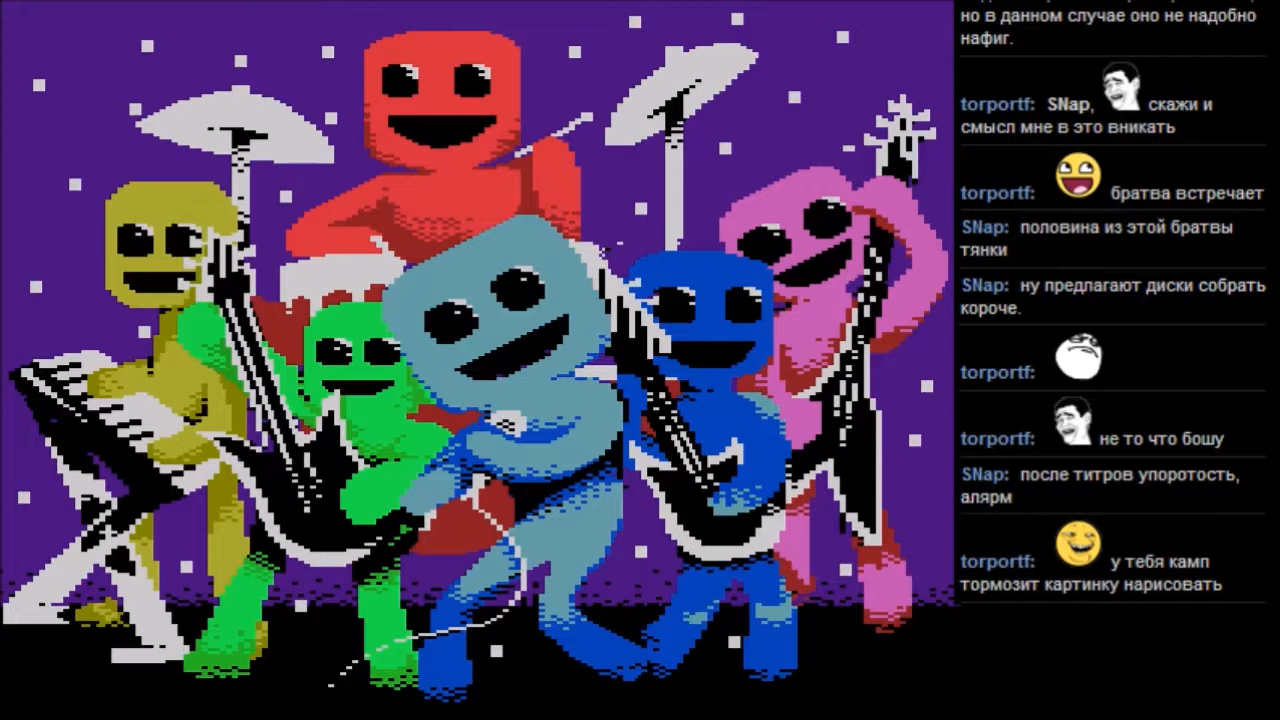 но в данном случае оно не надобно
нафиг.
torportf: SNap, скажи и
смысл мне в это вникать
torportf: братва встречает
SNap: половина из этой братвы
тянки
SNap: ну предлагают диски собрать
короче.
torportf:
torportf: не то что бошу
SNap: после титров упоротость,
алярм
torportf: у тебя камп
тормозит картинку нарисовать